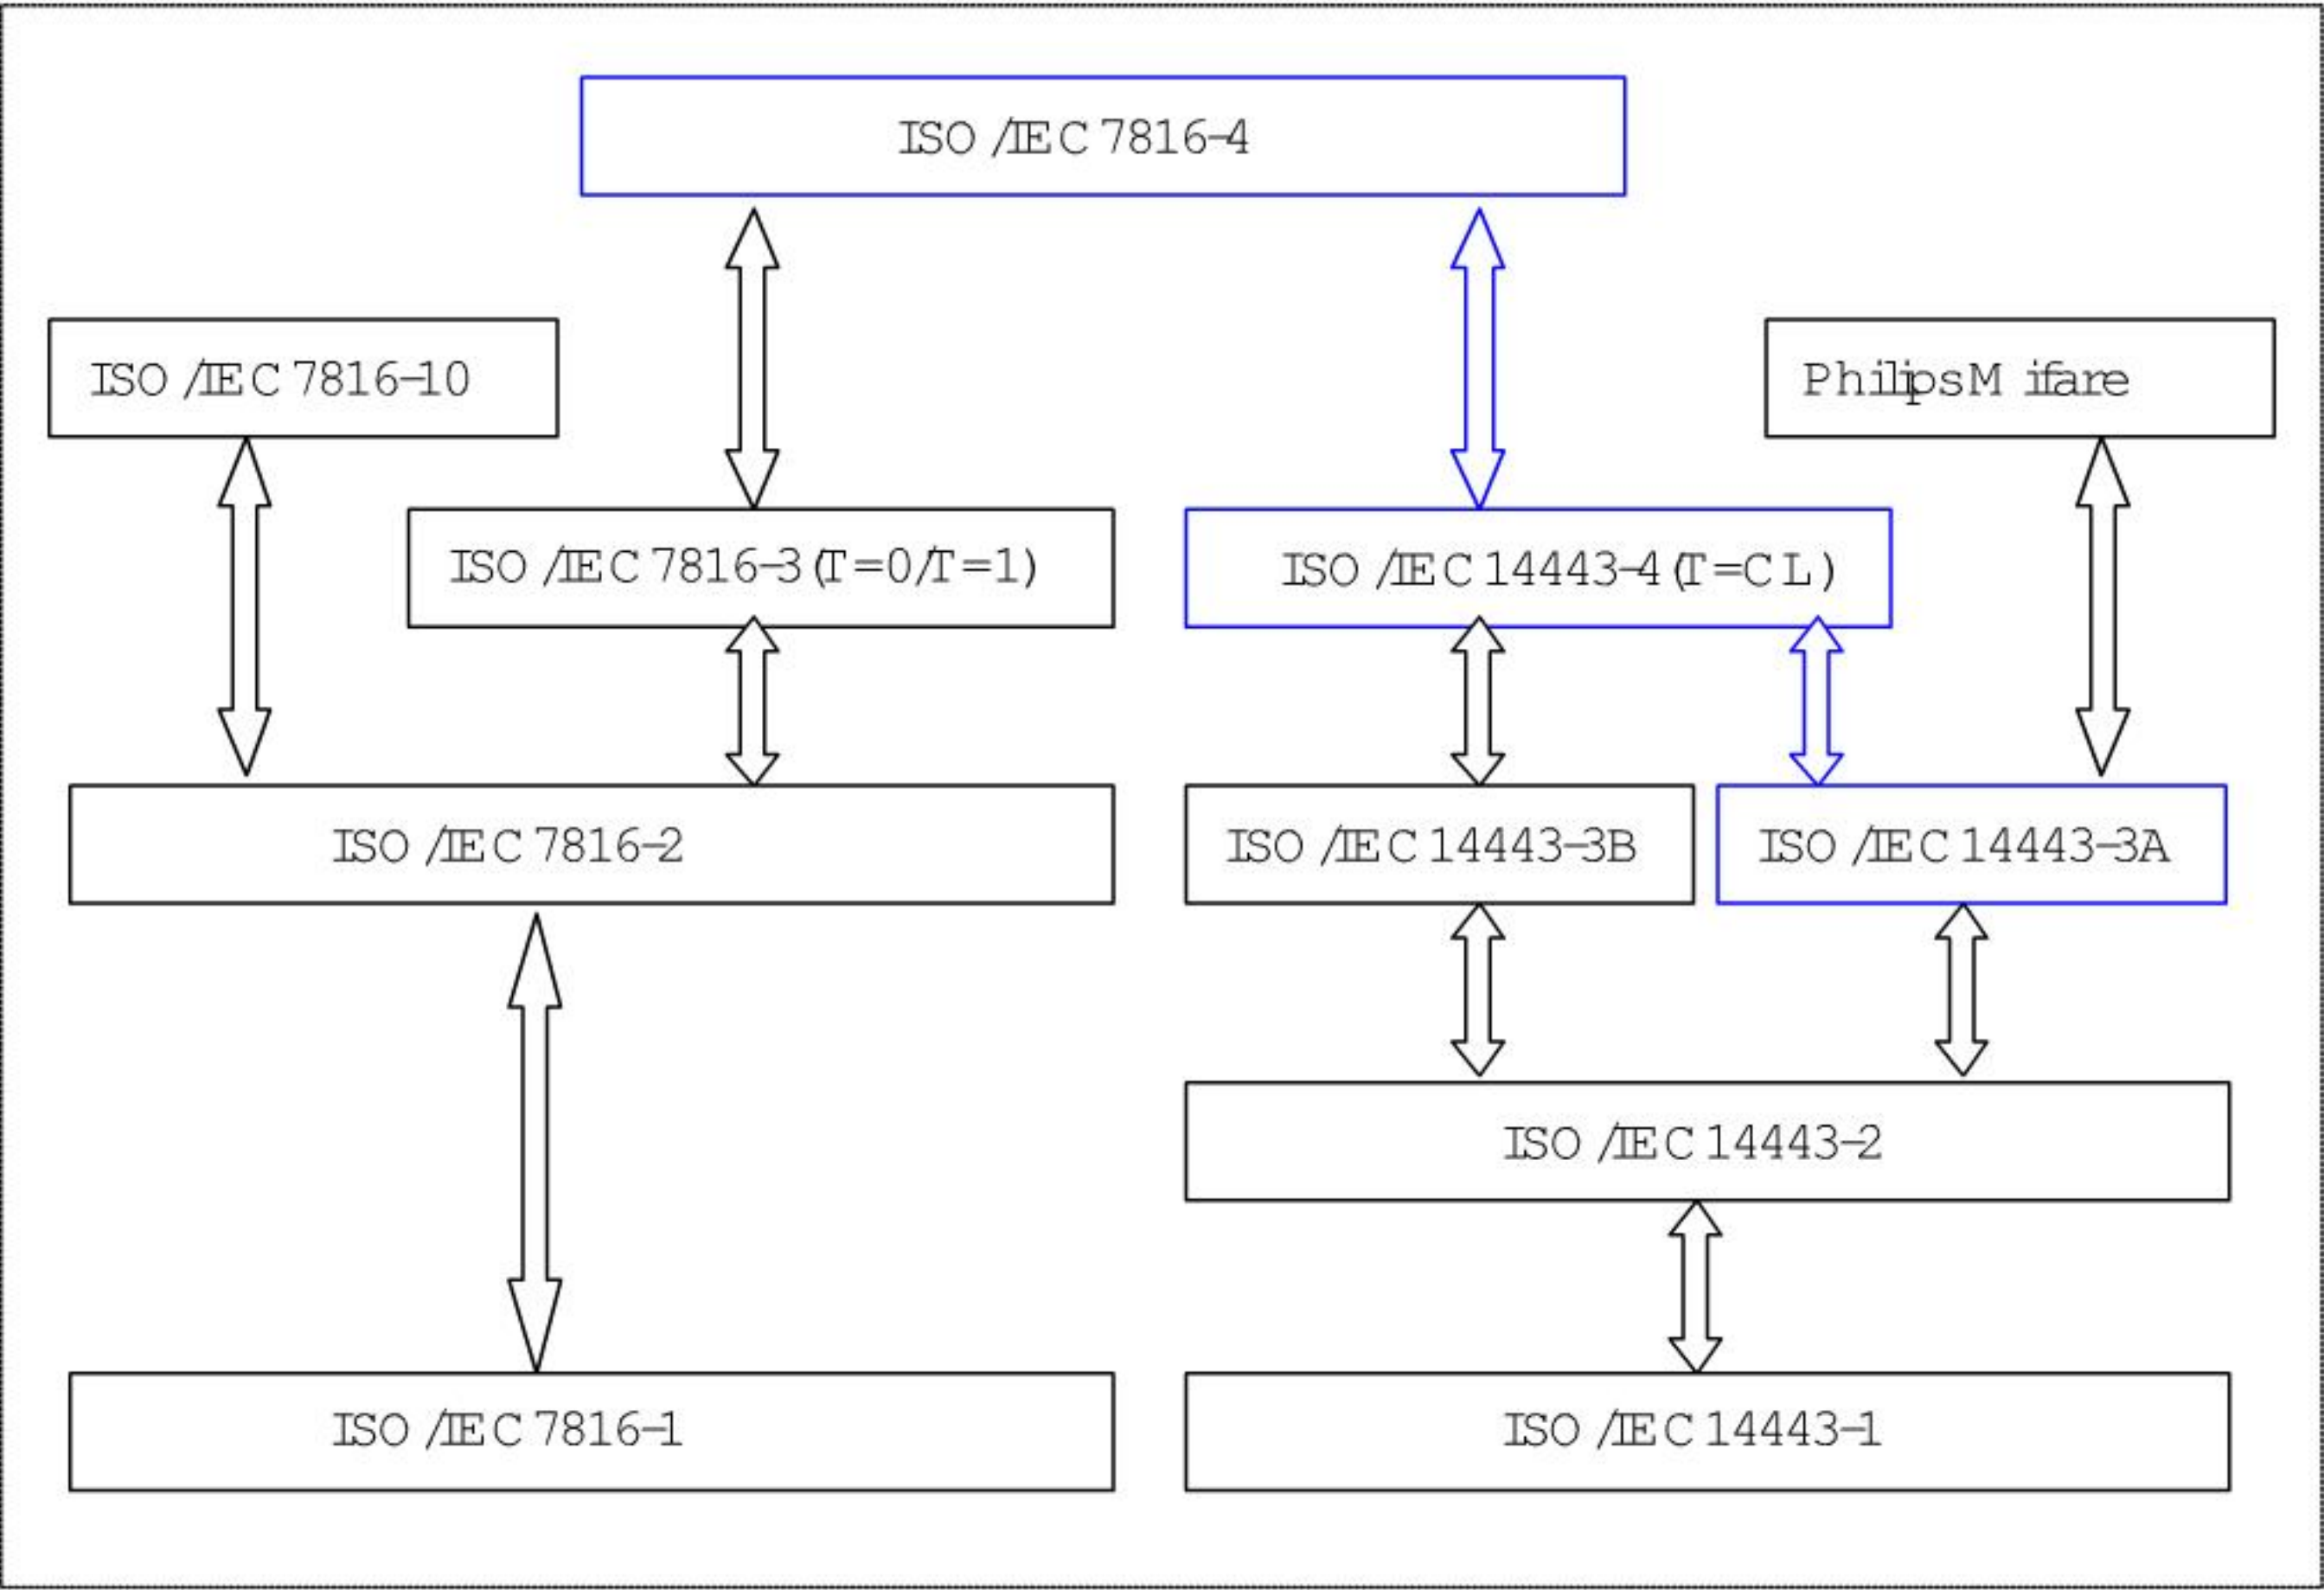 ISO/IEC 7816-4
ISO/IEC 7816-10
Philips Mifare
ISO/IEC 7816-3 (T=0/T=1)
ISO/IEC 14443-4 (T=CL)
ISO/IEC 7816-2
ISO/IEC 14443-3B
ISO/IEC 14443-3A
ISO/IEC 14443-2
ISO/IEC 7816-1
ISO/IEC 14443-1